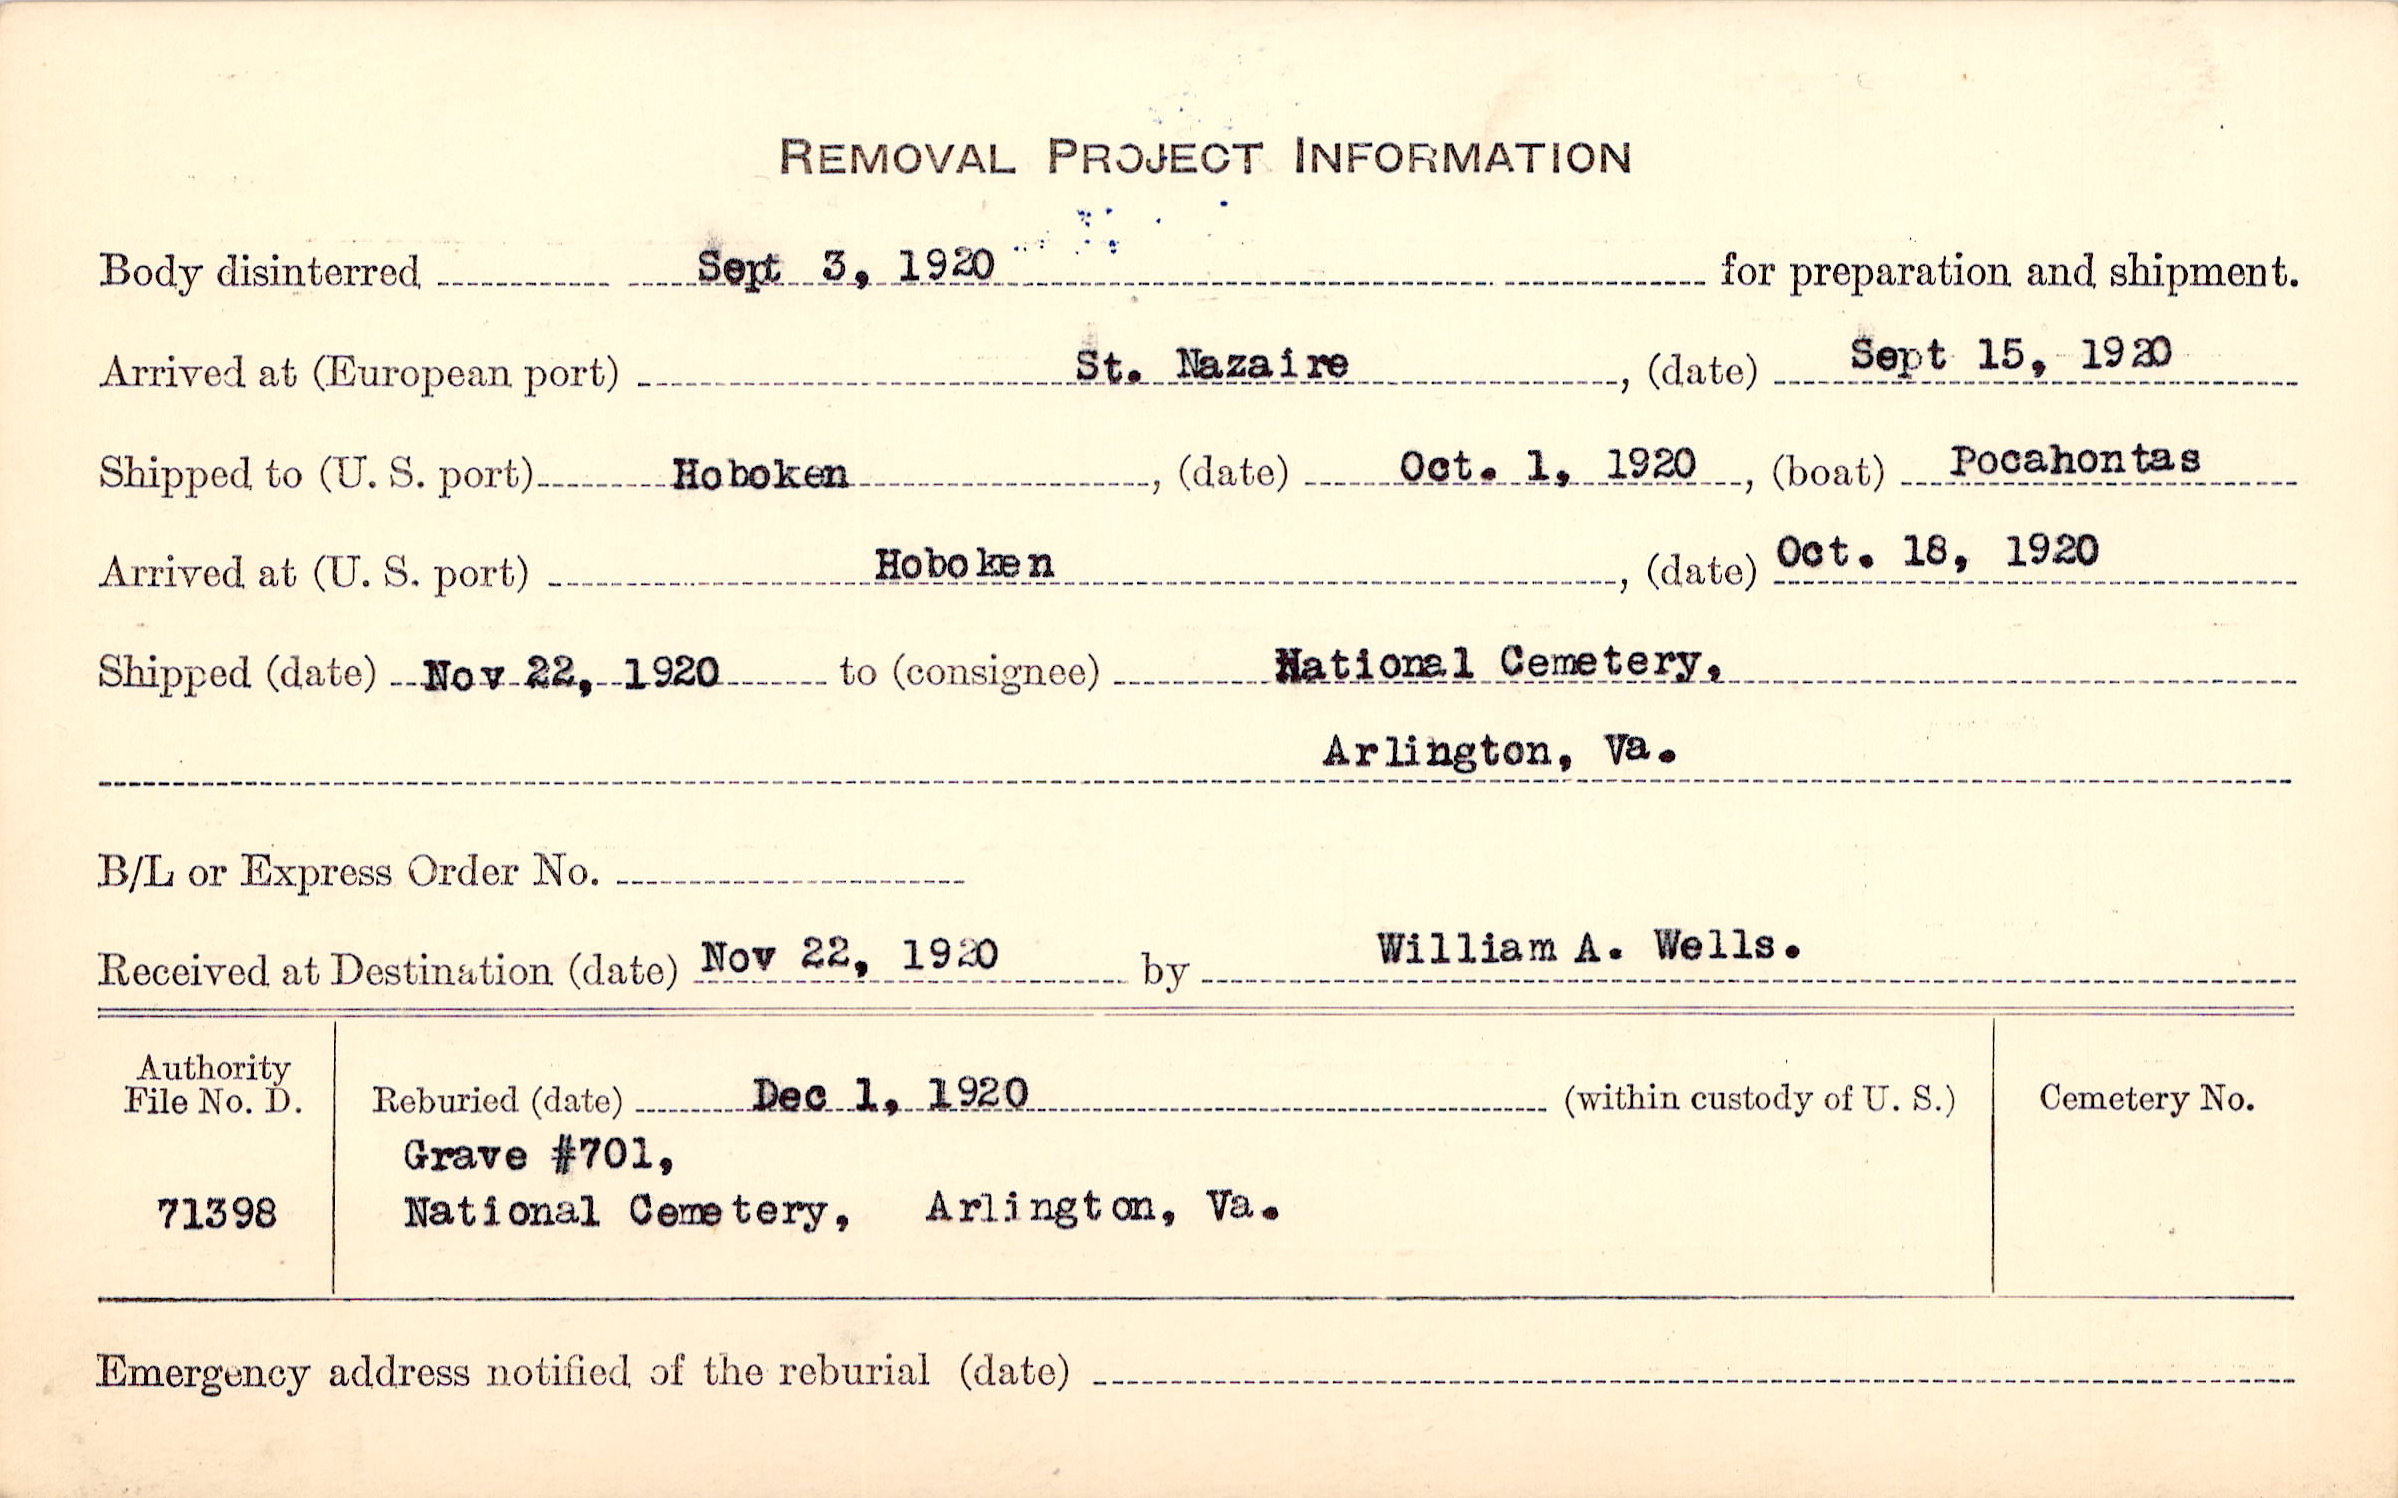 REMOVAL PROJECT INFORMATION
Body disinterred Sept 3, 1920 for preparation and shipment.
Arrived at (European port) St. Nazaire, (date) Sept 15, 1920
Shipped to (U. S. port) Hoboken, (date) Oct. 1, 1920, (boat) Pocahontas
Arrived at (U. S. port) Hoboken, (date) Oct. 18, 1920
Shipped (date) Nov 22, 1920 to (consignee) National Cemetery,
Arlington, Va.
B/L or Express Order No.
Received at Destination (date) Nov 22, 1920 by William A. Wells.
Authority
File No. D.
71398
Reburied (date) Dec 1, 1920 (within custody of U. S.)
Grave #701,
National Cemetery, Arlington, Va.
Cemetery No.
Emergency address notified of the reburial (date)